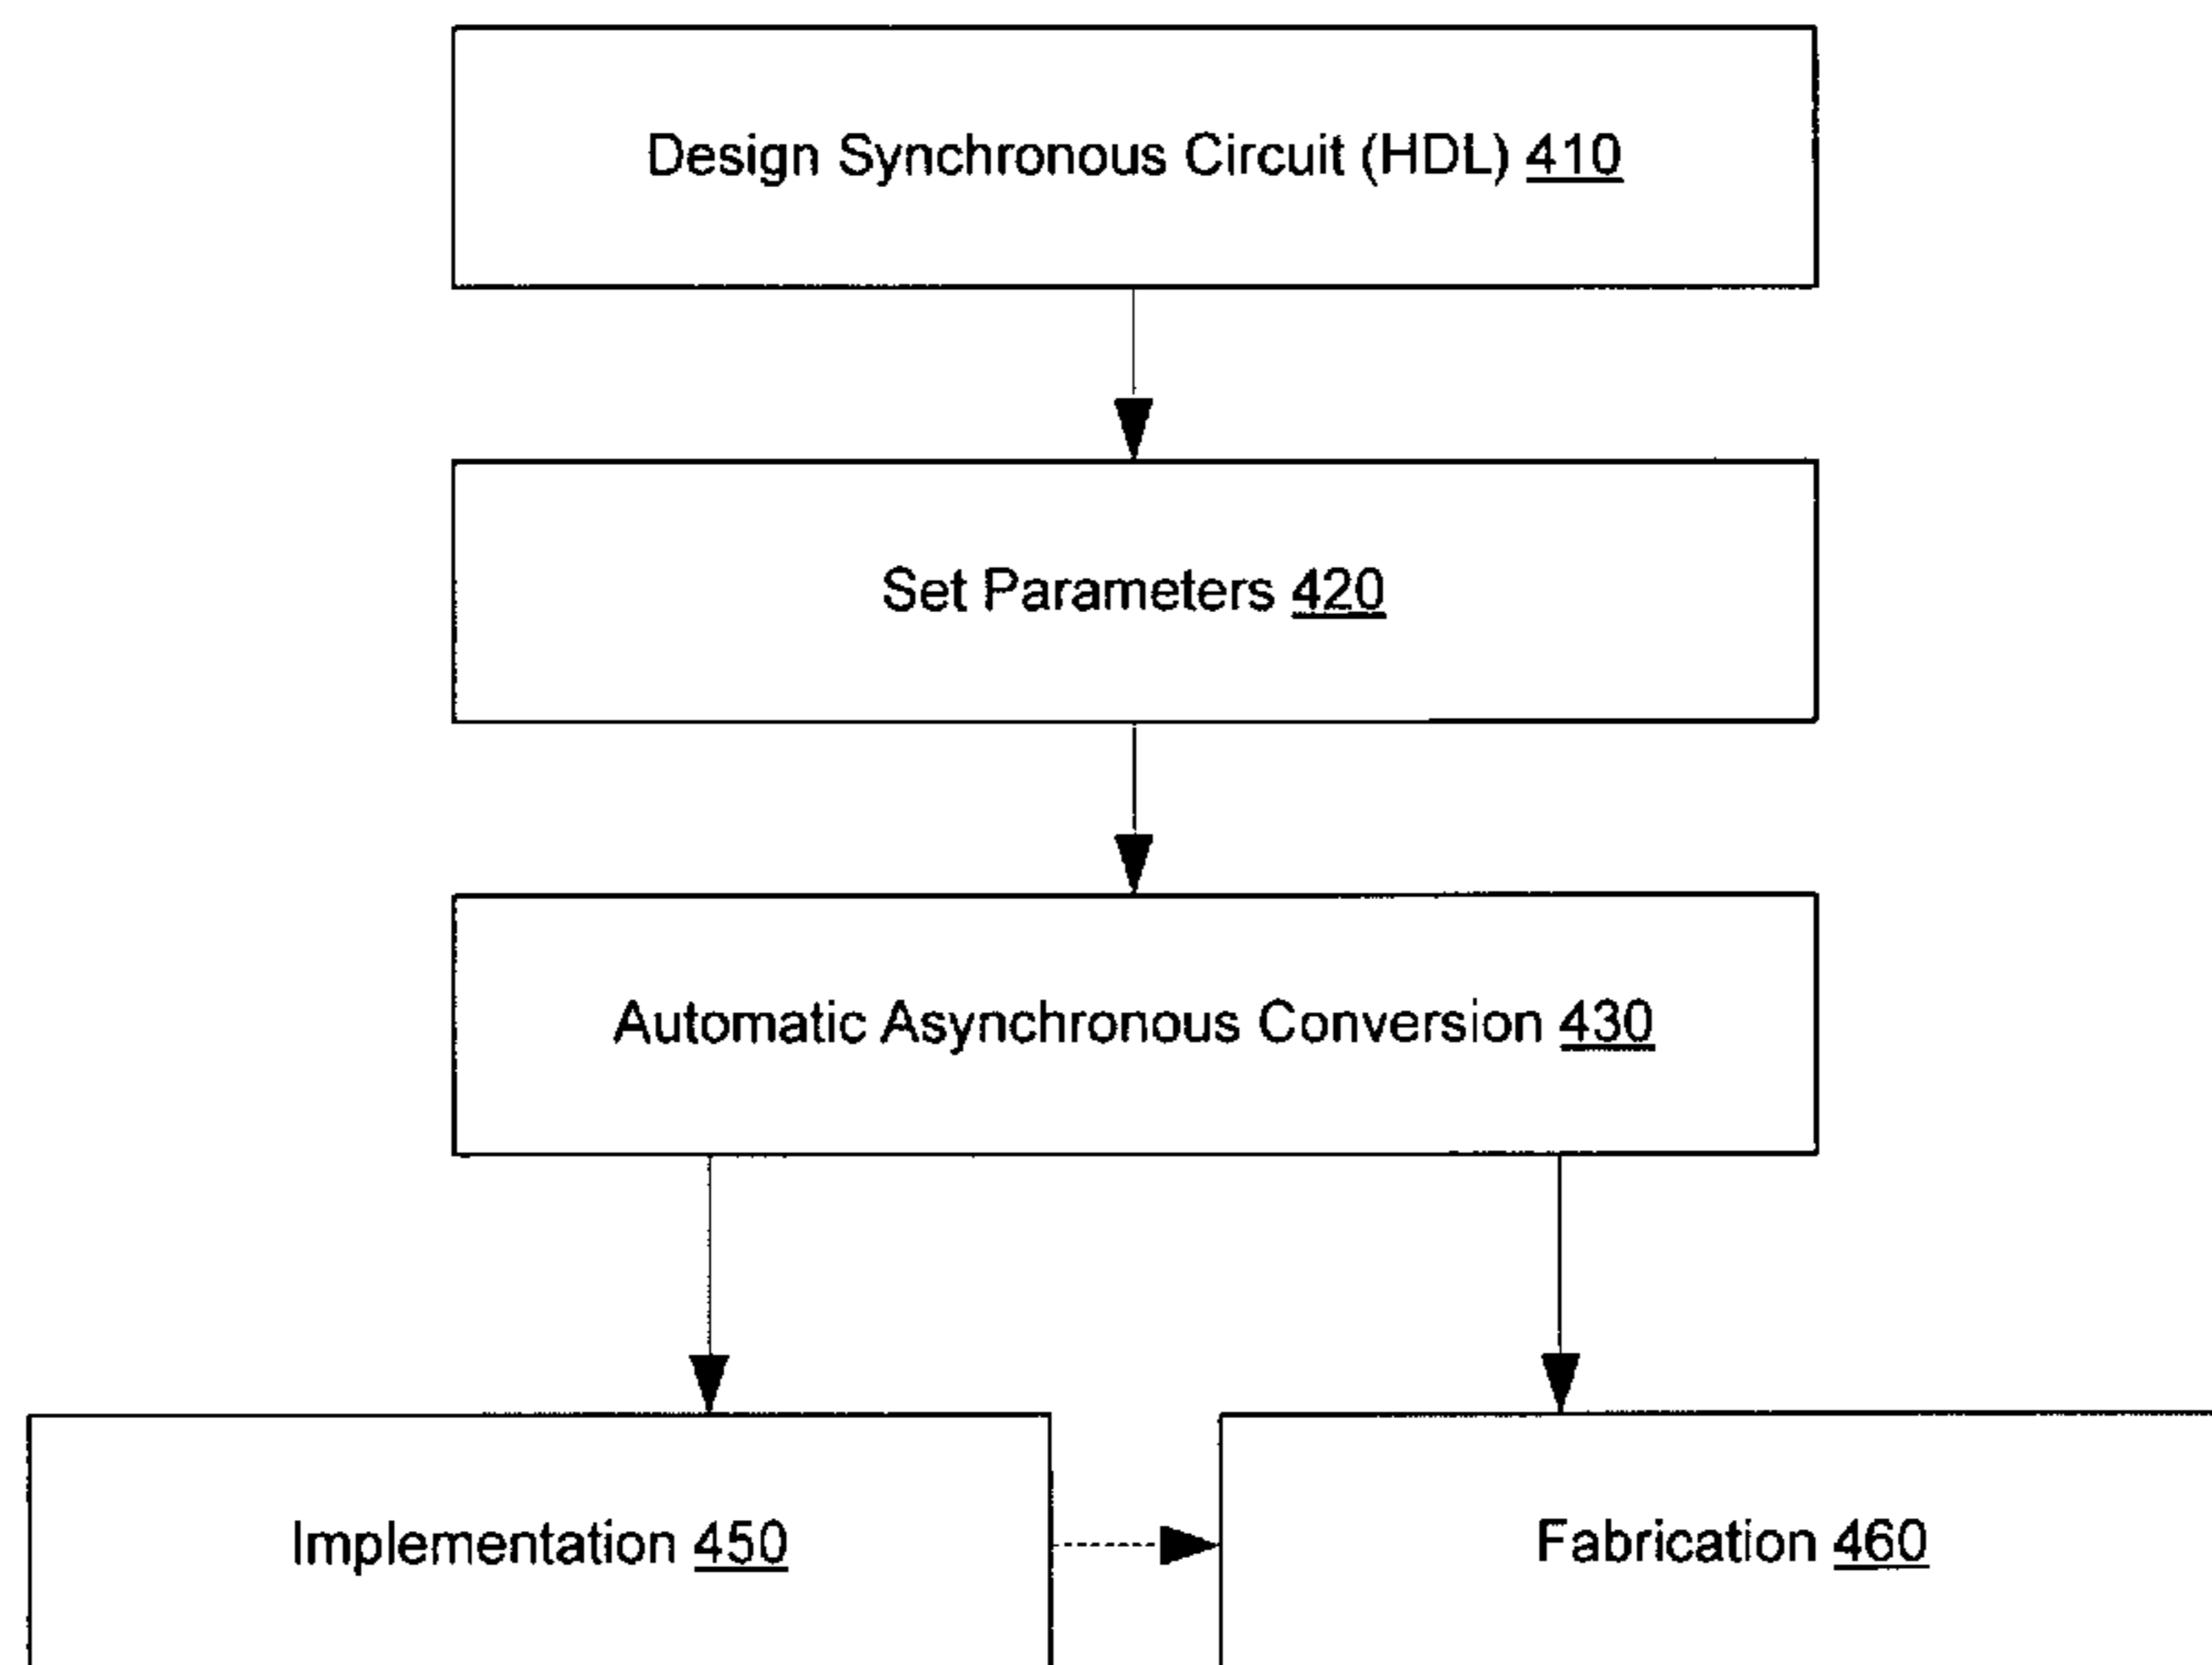 Design Synchronous Circuit (HDL) 410
Set Parameters 420
Automatic Asynchronous Conversion 430
Implementation 450
Fabrication 460